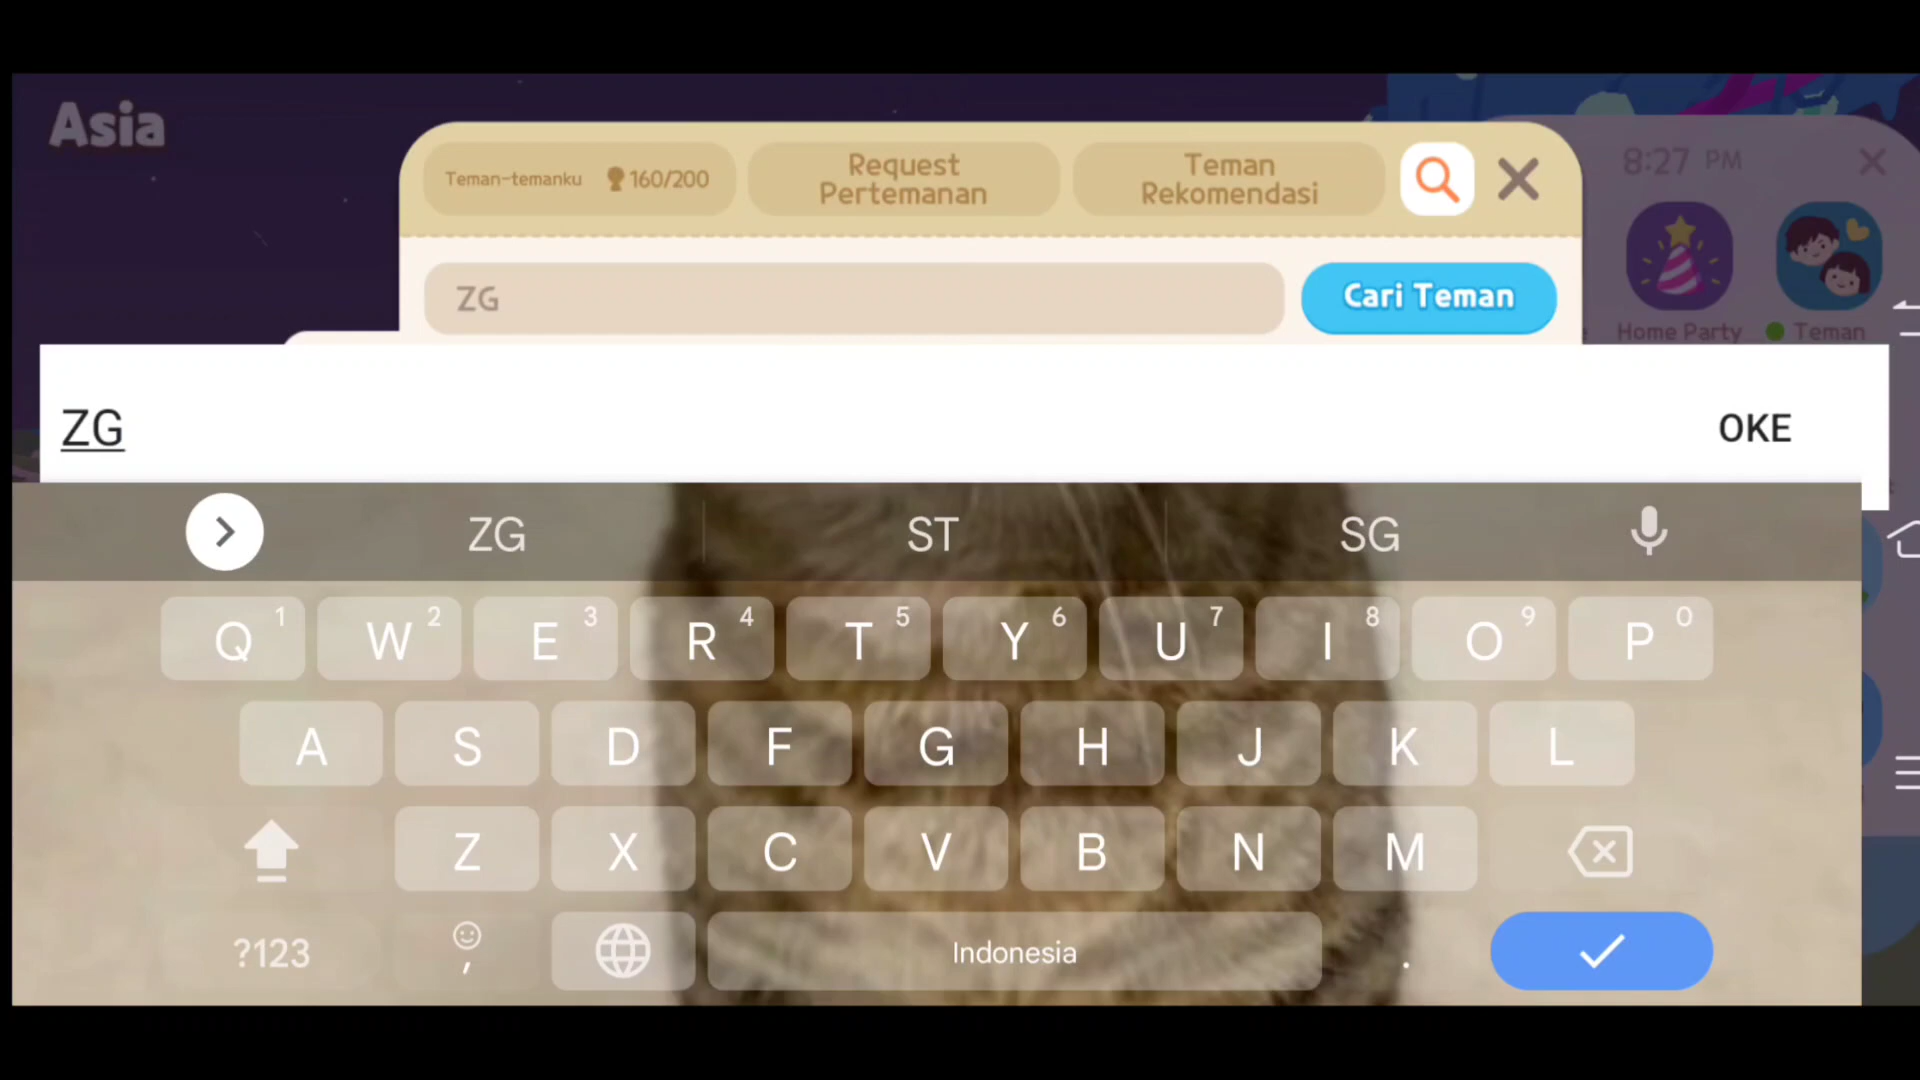 Asia
Teman-temanku 160/200
Request
Pertemanan
Teman
Rekomendasi
8:27 PM
ZG
Cari Teman
Home Party
Teman
ZG
OKE
ZG
ST
SG
Q 1 W 2 E 3 R 4 T 5 Y 6 U 7 I 8 O 9 P 0
A S D F G H J K L
Z X C V B N M
?123 , Indonesia .